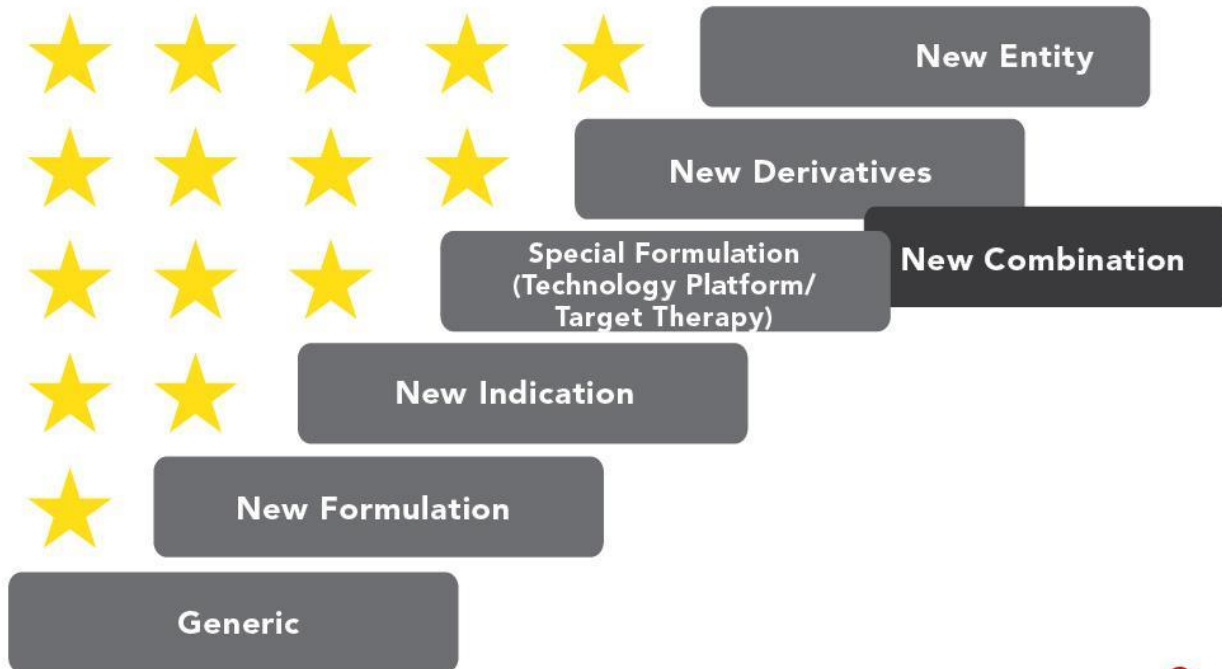 New Entity
New Derivatives
New Combination
Special Formulation
(Technology Platform/
Target Therapy)
New Indication
New Formulation
Generic